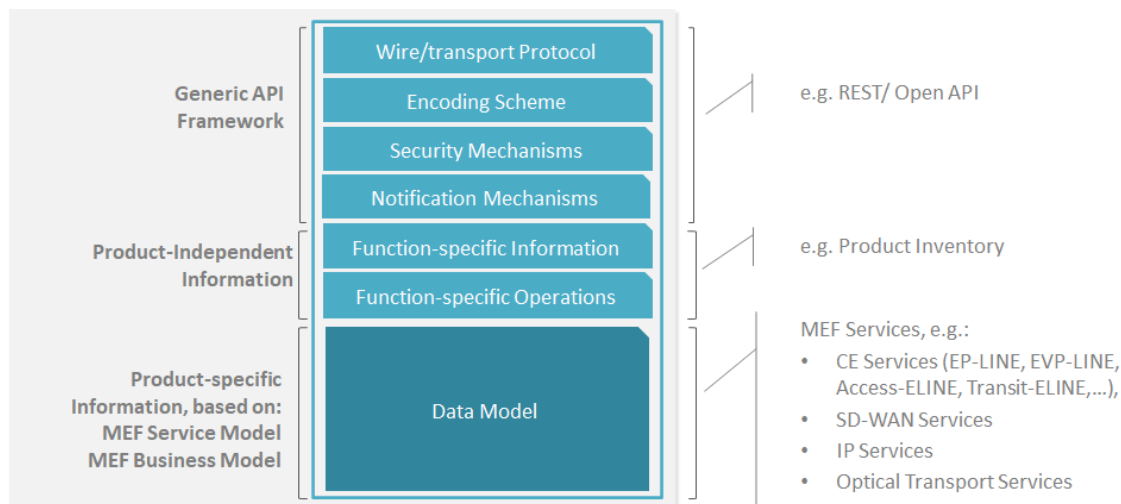 Generic API
Framework
Wire/transport Protocol
Encoding Scheme
Security Mechanisms
Notification Mechanisms
e.g. REST/ Open API
Product-Independent
Information
Function-specific Information
Function-specific Operations
e.g. Product Inventory
Product-specific
Information, based on:
MEF Service Model
MEF Business Model
Data Model
MEF Services, e.g.:
• CE Services (EP-LINE, EVP-LINE,
Access-ELINE, Transit-ELINE,...),
• SD-WAN Services
• IP Services
• Optical Transport Services